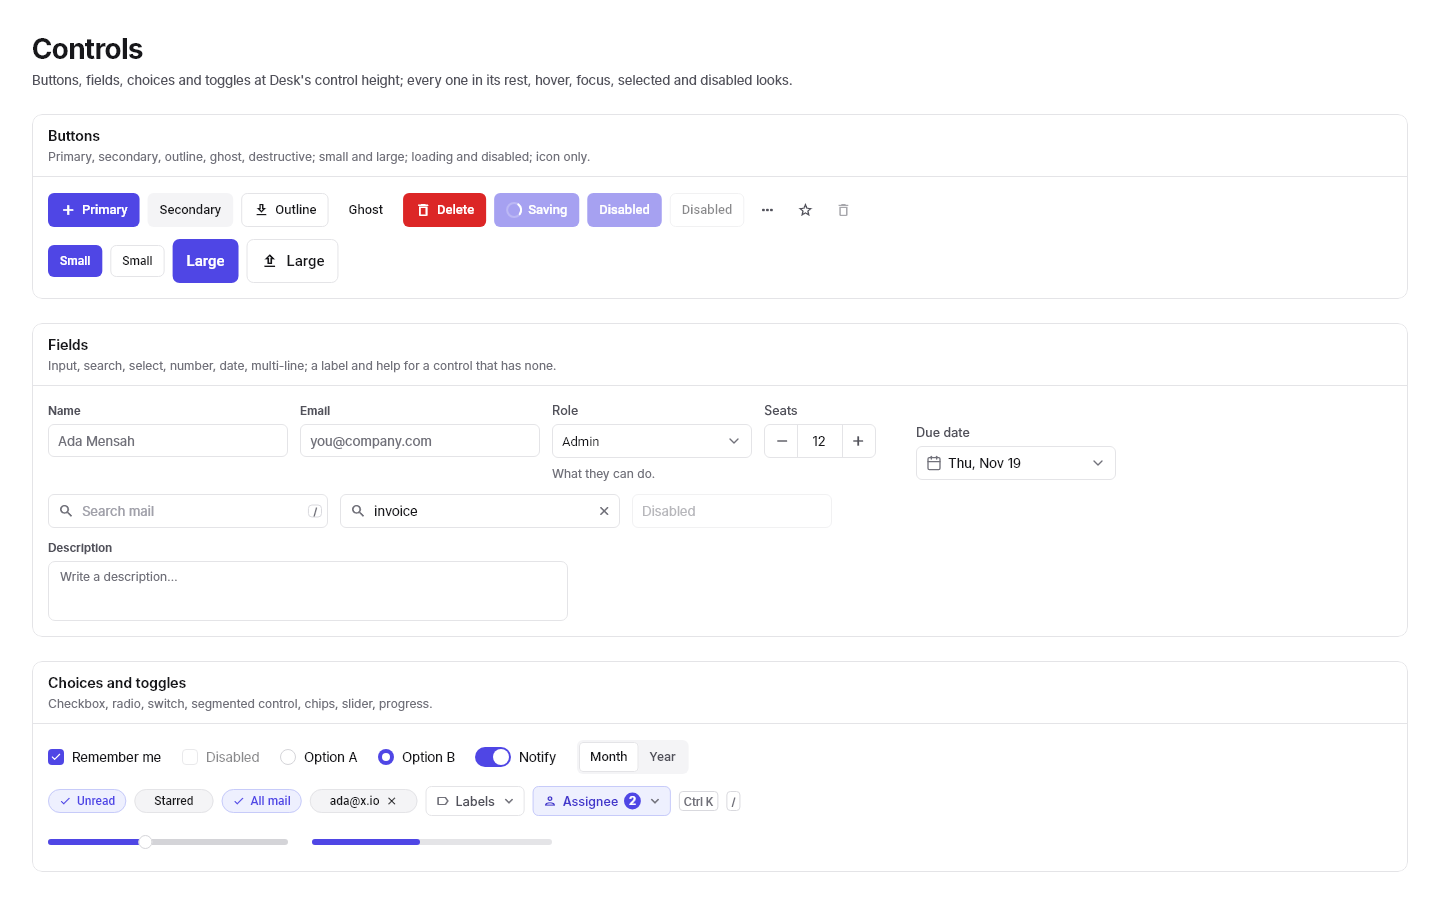 Controls
Buttons, fields, choices and toggles at Desk's control height; every one in its rest, hover, focus, selected and disabled looks.
Buttons
Primary, secondary, outline, ghost, destructive; small and large; loading and disabled; icon only.
Primary Secondary Outline Ghost Delete Saving Disabled Disabled
Small Small Large Large
Fields
Input, search, select, number, date, multi-line; a label and help for a control that has none.
Name Email Role Seats
Due date
Ada Mensah you@company.com Admin 12
Thu, Nov 19
What they can do.
Search mail / invoice Disabled
Description
Write a description...
Choices and toggles
Checkbox, radio, switch, segmented control, chips, slider, progress.
Remember me Disabled Option A Option B Notify Month Year
Unread Starred All mail ada@x.io Labels Assignee 2 Ctrl K /